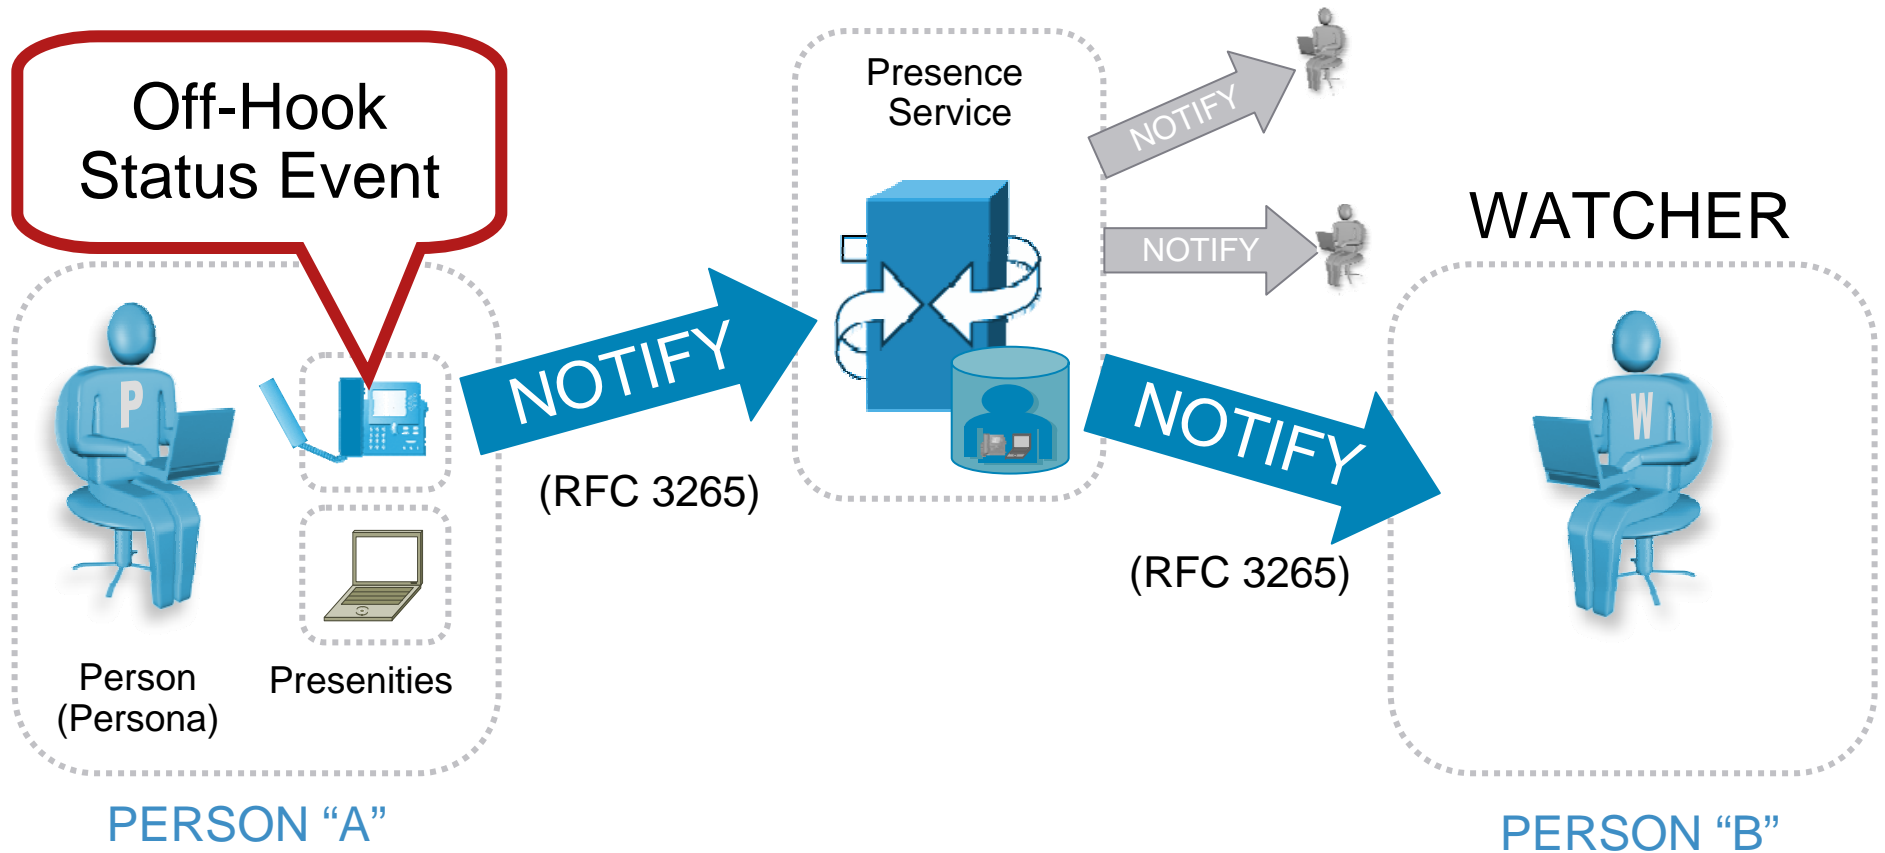 Off-Hook
Status Event
Presence
Service
NOTIFY
NOTIFY
WATCHER
NOTIFY
(RFC 3265)
NOTIFY
(RFC 3265)
P
W
Person
(Persona)
Presenities
PERSON “A”
PERSON “B”